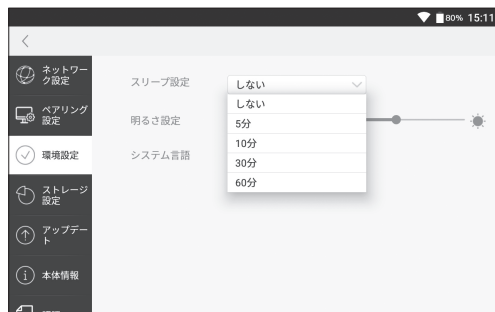 80% 15:11
ネットワー
ク設定
ペアリング
設定
環境設定
ストレージ
設定
アップデー
ト
本体情報
スリープ設定
しない
しない
5分
10分
30分
60分
明るさ設定
システム言語